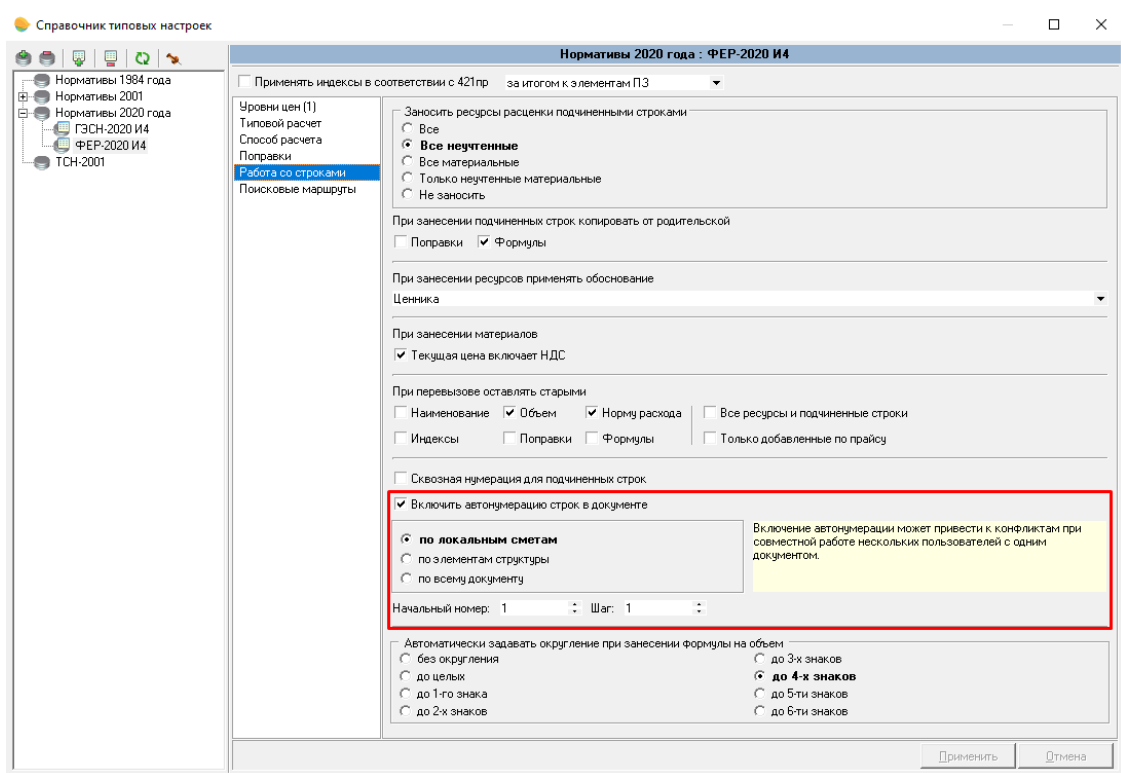 Справочник типовых настроек
Нормативы 1984 года
Нормативы 2001
Нормативы 2020 года
ГЭСН-2020 И4
ФЕР-2020 И4
ТСН-2001
Нормативы 2020 года : ФЕР-2020 И4
Применять индексы в соответствии с 421пр за итогом к элементам ПЗ
Уровни цен (1)
Типовой расчет
Способ расчета
Поправки
Работа со строками
Поисковые маршруты
Заносить ресурсы расценки подчиненными строками
Все
Все неучтенные
Все материальные
Только неучтенные материальные
Не заносить
При занесении подчиненных строк копировать от родительской
Поправки Формулы
При занесении ресурсов применять обоснование
Ценника
При занесении материалов
Текущая цена включает НДС
При перевызове оставлять старыми
Наименование Объем Норму расхода Все ресурсы и подчиненные строки
Индексы Поправки Формулы Только добавленные по прайсу
Сквозная нумерация для подчиненных строк
Включить автонумерацию строк в документе
по локальным сметам
по элементам структуры
по всему документу
Включение автонумерации может привести к конфликтам при
совместной работе нескольких пользователей с одним
документом.
Начальный номер: 1 Шаг: 1
Автоматически задавать округление при занесении формулы на объем
без округления
до целых
до 1-го знака
до 2-х знаков
до 3-х знаков
до 4-х знаков
до 5-ти знаков
до 6-ти знаков
Применить Отмена